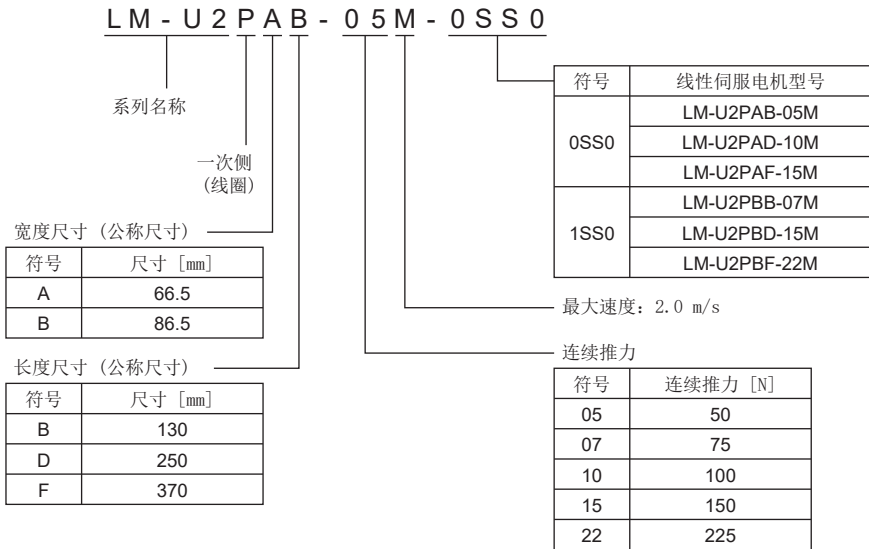 LM-U2PAB-05M-0SS0
系列名称
一次侧
(线圈)
宽度尺寸 (公称尺寸)
符号 尺寸 [mm]
A 66.5
B 86.5
长度尺寸 (公称尺寸)
符号 尺寸 [mm]
B 130
D 250
F 370
符号 线性伺服电机型号
0SS0 LM-U2PAB-05M
LM-U2PAD-10M
LM-U2PAF-15M
1SS0 LM-U2PBB-07M
LM-U2PBD-15M
LM-U2PBF-22M
最大速度: 2.0 m/s
连续推力
符号 连续推力 [N]
05 50
07 75
10 100
15 150
22 225